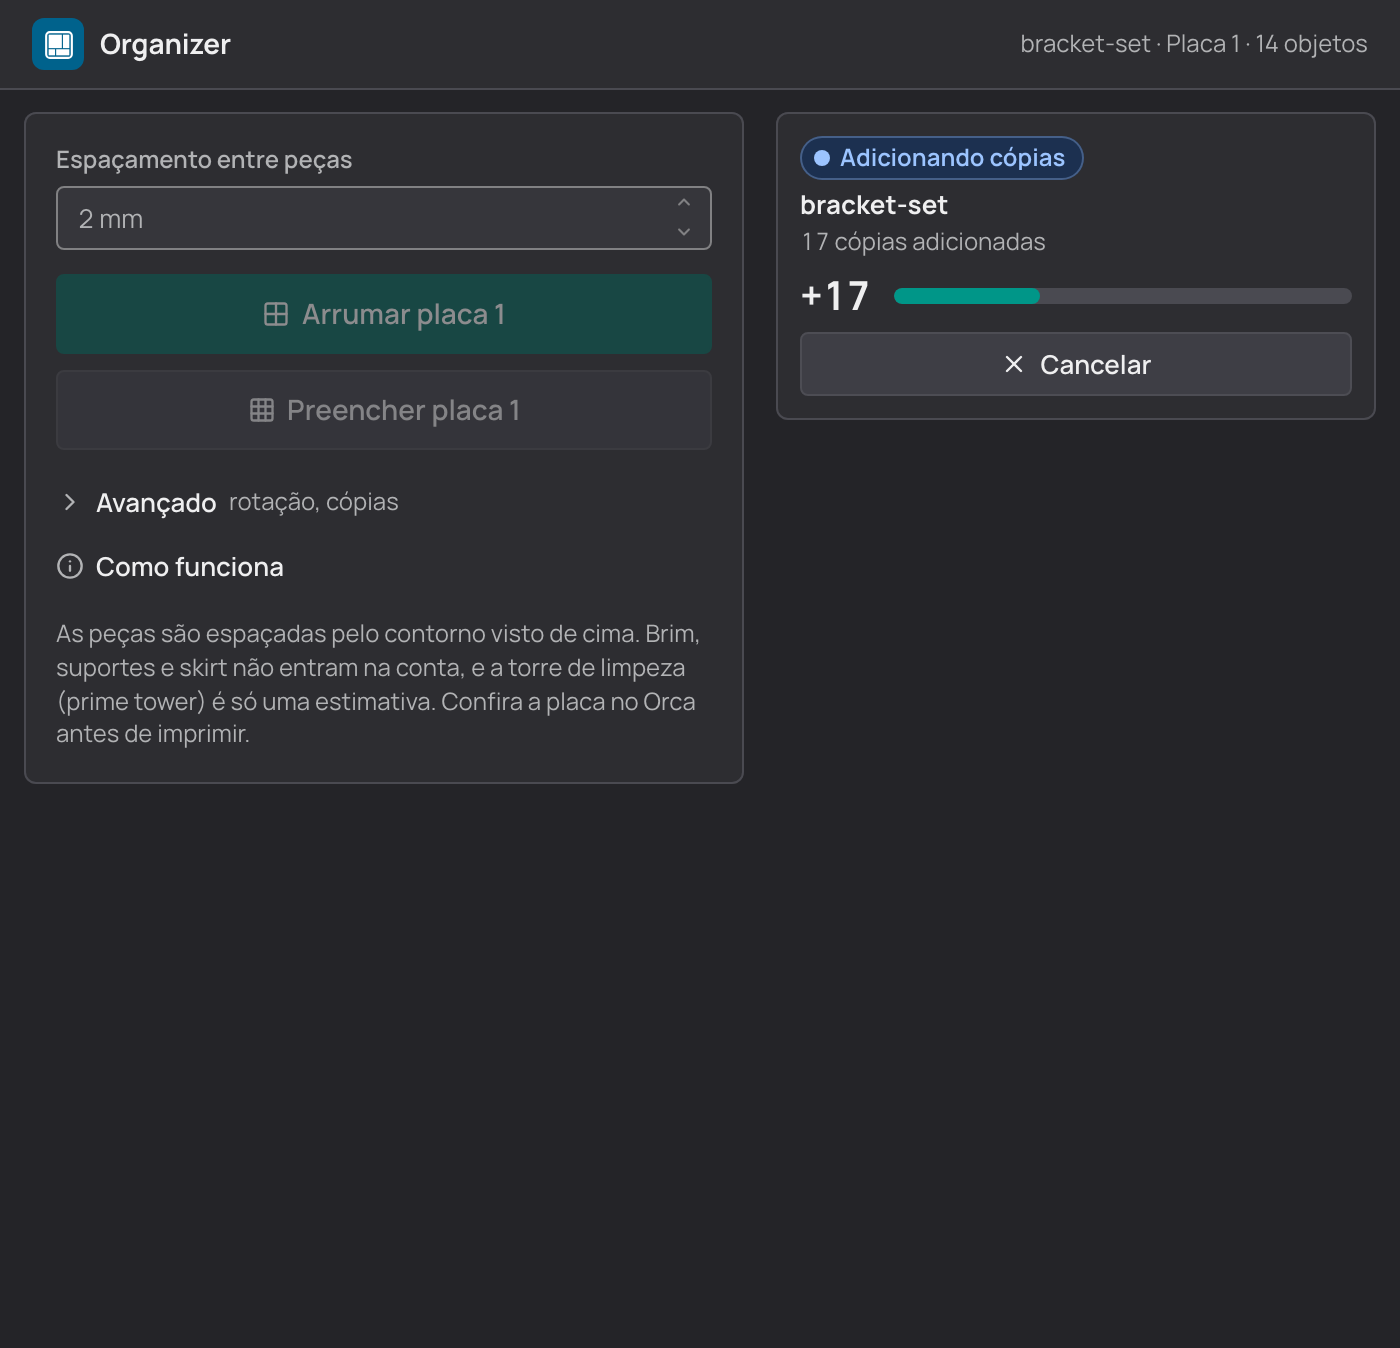 Organizer
bracket-set · Placa 1 · 14 objetos
Espaçamento entre peças
2 mm
Arrumar placa 1
Preencher placa 1
Avançado rotação, cópias
Como funciona
As peças são espaçadas pelo contorno visto de cima. Brim,
suportes e skirt não entram na conta, e a torre de limpeza
(prime tower) é só uma estimativa. Confira a placa no Orca
antes de imprimir.
Adicionando cópias
bracket-set
17 cópias adicionadas
+17
Cancelar